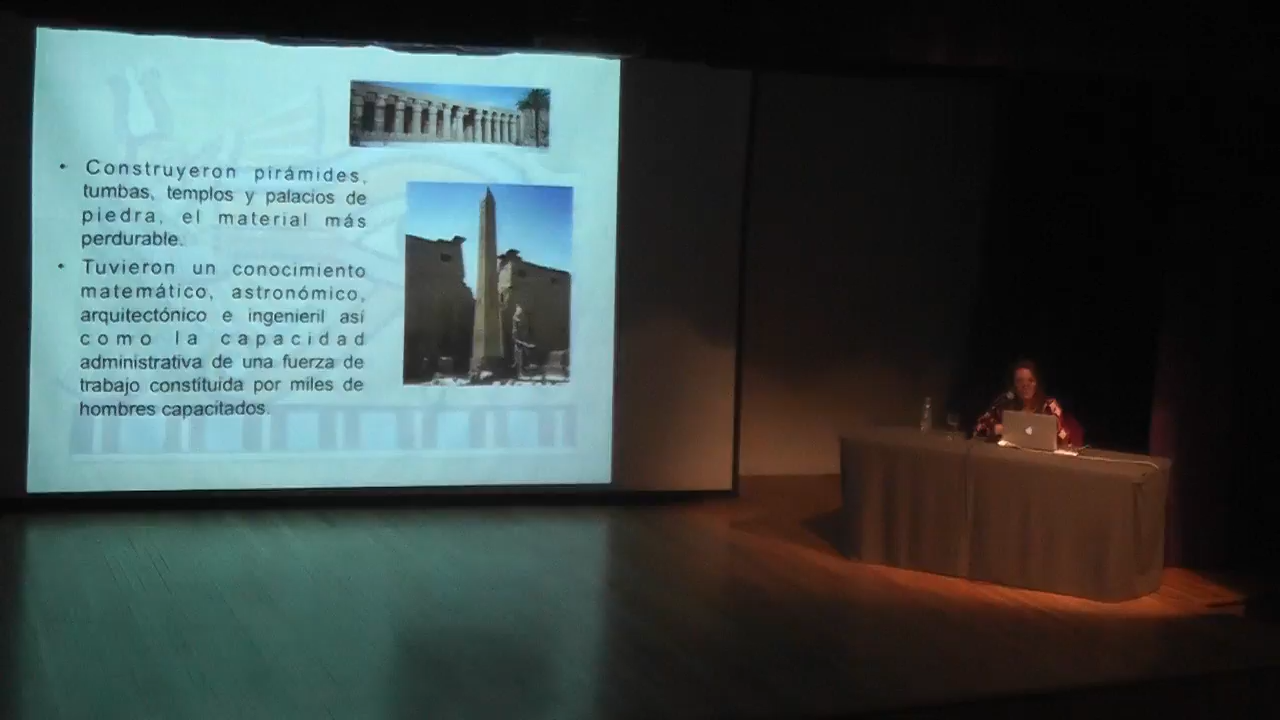 • Construyeron pirámides,
tumbas, templos y palacios de
piedra, el material más
perdurable.
• Tuvieron un conocimiento
matemático, astronómico,
arquitectónico e ingenieril así
como la capacidad
administrativa de una fuerza de
trabajo constituida por miles de
hombres capacitados.